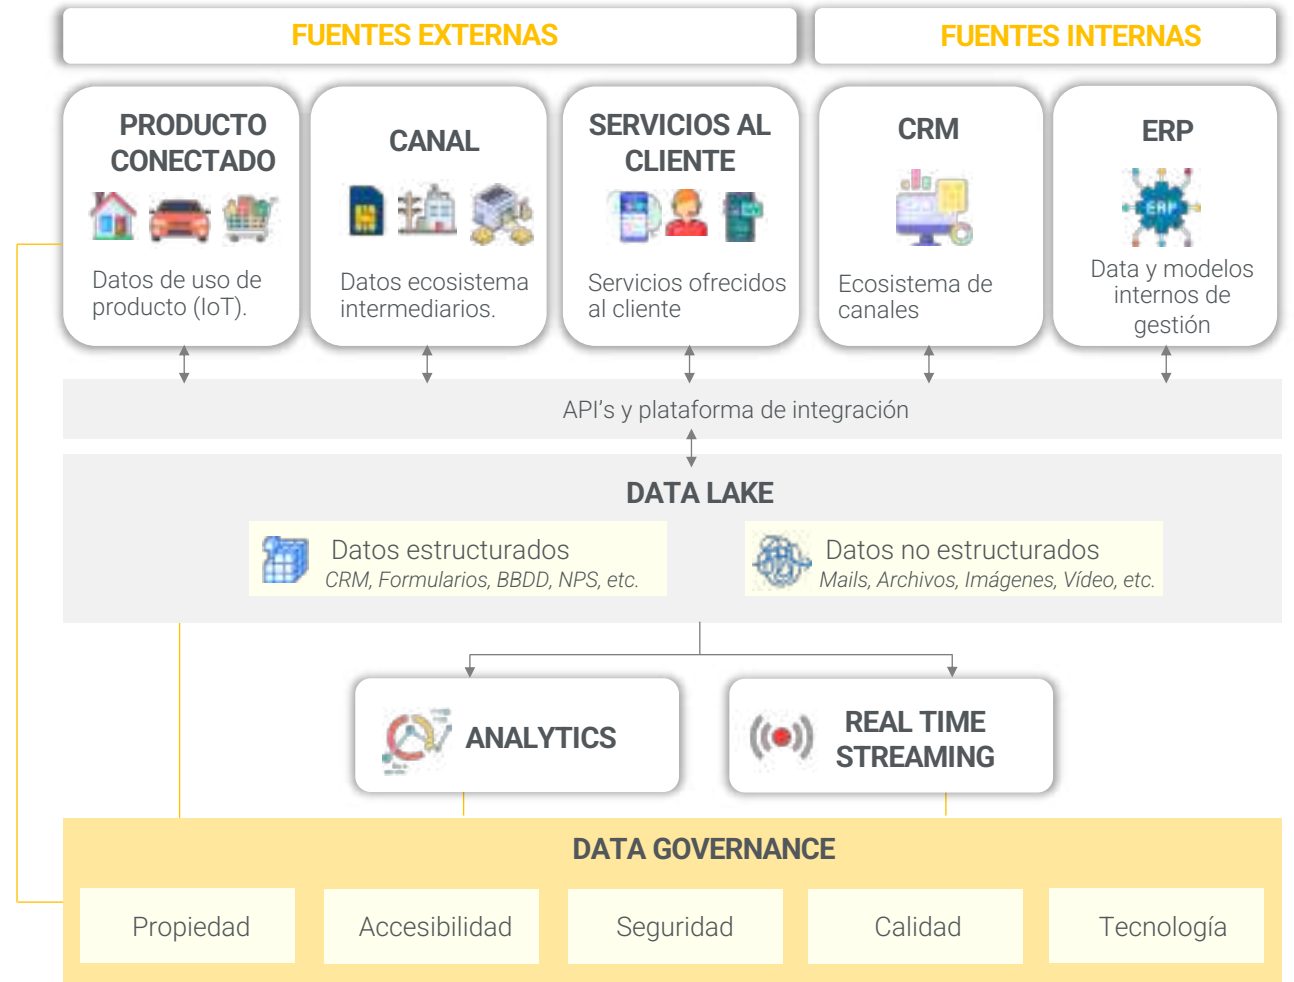 FUENTES EXTERNAS
FUENTES INTERNAS
PRODUCTO
CONECTADO
Datos de uso de
producto (IoT).
CANAL
Datos ecosistema
intermediarios.
SERVICIOS AL
CLIENTE
Servicios ofrecidos
al cliente
CRM
Ecosistema de
canales
ERP
ERP
Data y modelos
internos de
gestión
API's y plataforma de integración
DATA LAKE
Datos estructurados
CRM, Formularios, BBDD, NPS, etc.
Datos no estructurados
Mails, Archivos, Imágenes, Vídeo, etc.
ANALYTICS
REAL TIME
STREAMING
DATA GOVERNANCE
Propiedad
Accesibilidad
Seguridad
Calidad
Tecnología